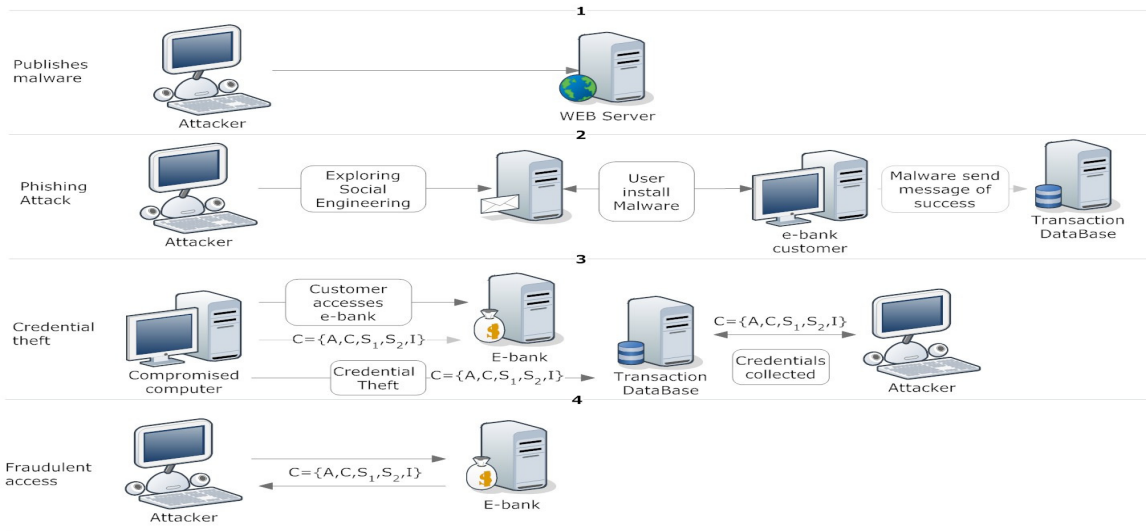 1
Publishes
malware
Attacker
WEB Server
2
Phishing
Attack
Attacker
Exploring
Social
Engineering
User
install
Malware
e-bank
customer
Malware send
message of
success
Transaction
DataBase
3
Credential
theft
Compromised
computer
Customer
accesses
e-bank
C={A,C,S₁,S₂,I}
E-bank
Credential
Theft
C={A,C,S₁,S₂,I}
Transaction
DataBase
C={A,C,S₁,S₂,I}
Credentials
collected
Attacker
4
Fraudulent
access
Attacker
C={A,C,S₁,S₂,I}
E-bank